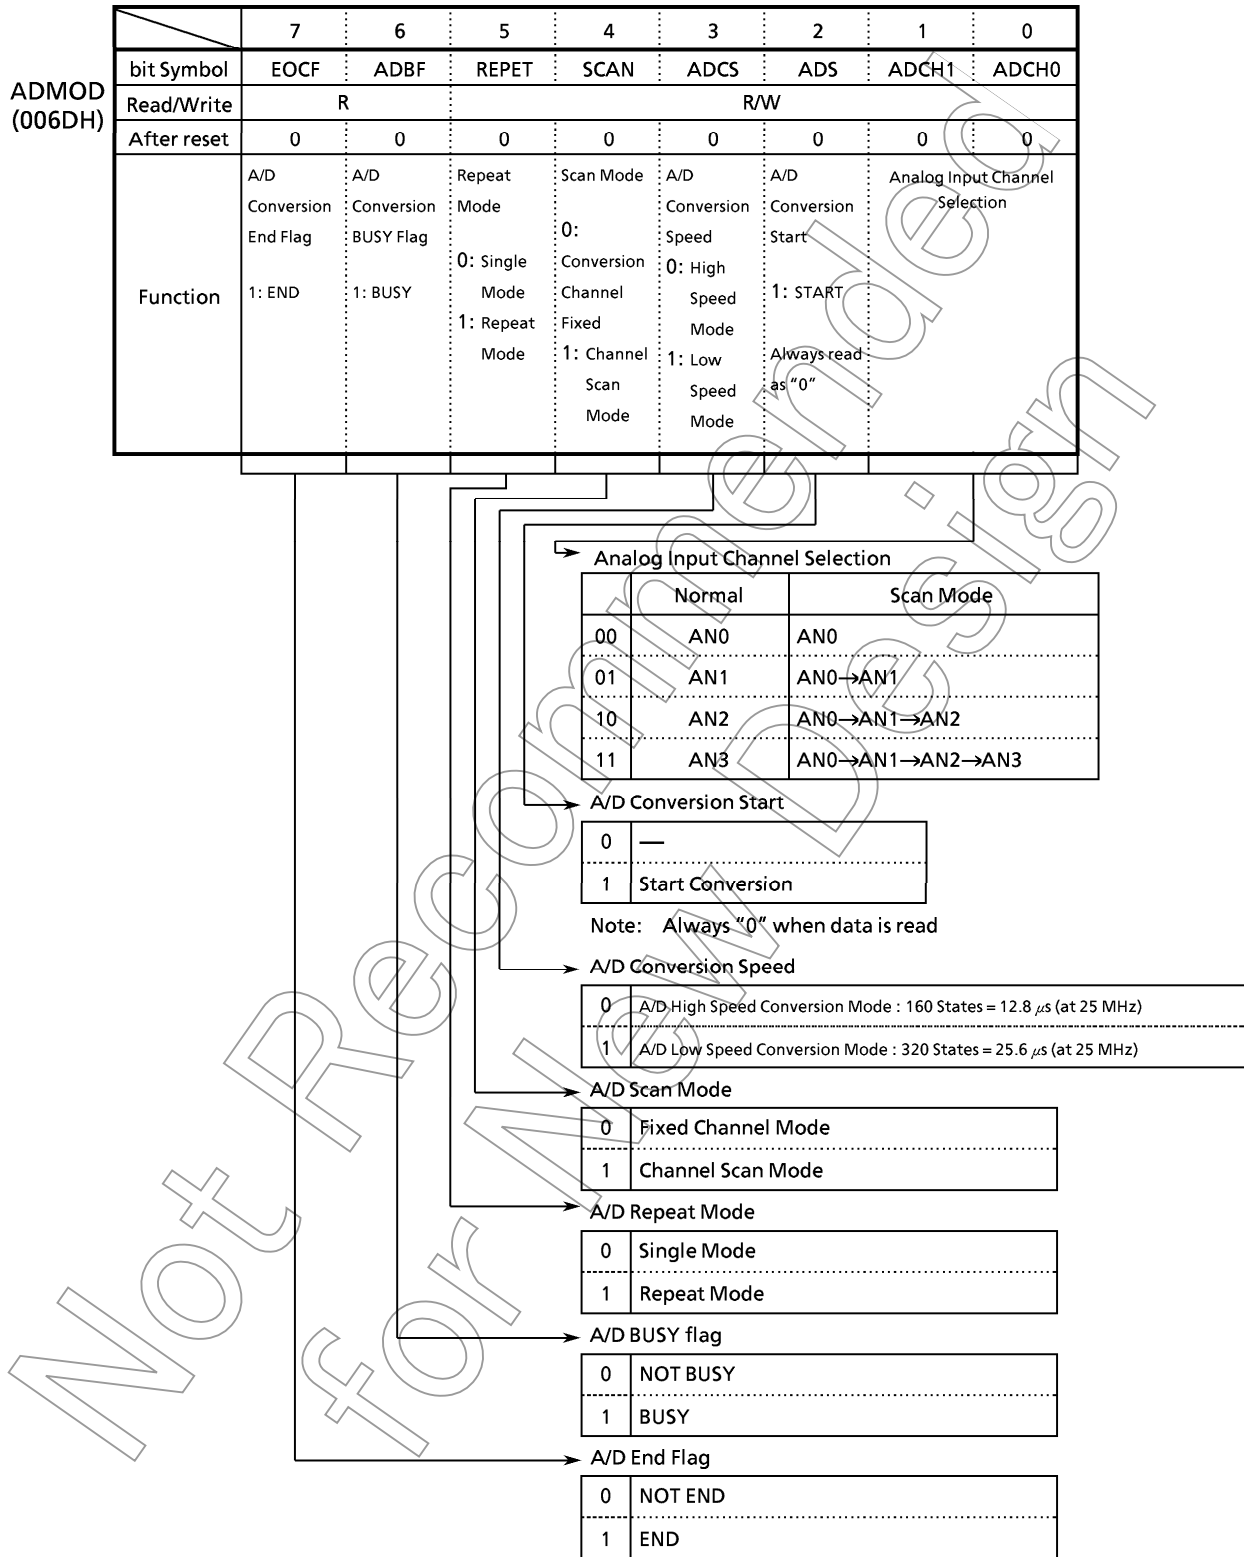 7 6 5 4 3 2 1 0
bit Symbol EOCF ADBF REPET SCAN ADCS ADS ADCH1 ADCH0
ADMOD
(006DH)
Read/Write R R/W
After reset 0 0 0 0 0 0 0 0
Function
A/D
Conversion
End Flag
1: END
A/D
Conversion
BUSY Flag
1: BUSY
Repeat
Mode
0: Single
Mode
1: Repeat
Mode
Scan Mode
0:
Conversion
Channel
Fixed
1: Channel
Scan
Mode
A/D
Conversion
Speed
0: High
Speed
Mode
1: Low
Speed
Mode
A/D
Conversion
Start
1: START
Always read
as "0"
Analog Input Channel
Selection
Analog Input Channel Selection
Normal Scan Mode
00 AN0 AN0
01 AN1 AN0→AN1
10 AN2 AN0→AN1→AN2
11 AN3 AN0→AN1→AN2→AN3
A/D Conversion Start
0 —
1 Start Conversion
Note: Always "0" when data is read
A/D Conversion Speed
0 A/D High Speed Conversion Mode : 160 States = 12.8 μs (at 25 MHz)
1 A/D Low Speed Conversion Mode : 320 States = 25.6 μs (at 25 MHz)
A/D Scan Mode
0 Fixed Channel Mode
1 Channel Scan Mode
A/D Repeat Mode
0 Single Mode
1 Repeat Mode
A/D BUSY flag
0 NOT BUSY
1 BUSY
A/D End Flag
0 NOT END
1 END
Not Recommended
for New Design